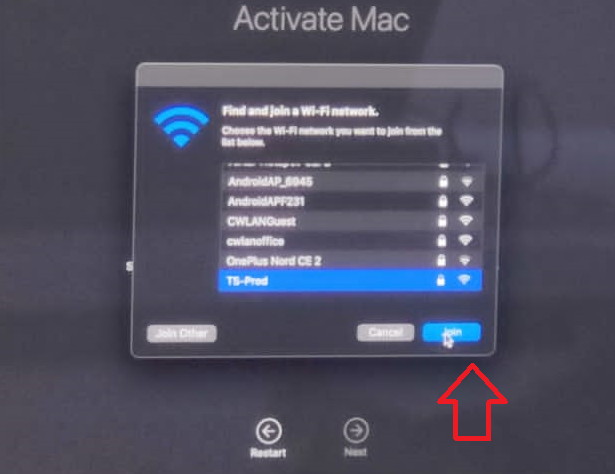 Activate Mac
Find and join a Wi-Fi network.
Choose the Wi-Fi network you want to join from the
list below.
AndroidAP_6945
AndroidAPF231
CWLANGuest
cwlanoffice
OnePlus Nord CE 2
TS-Prod
Join Other
Cancel
Join
Restart
Next